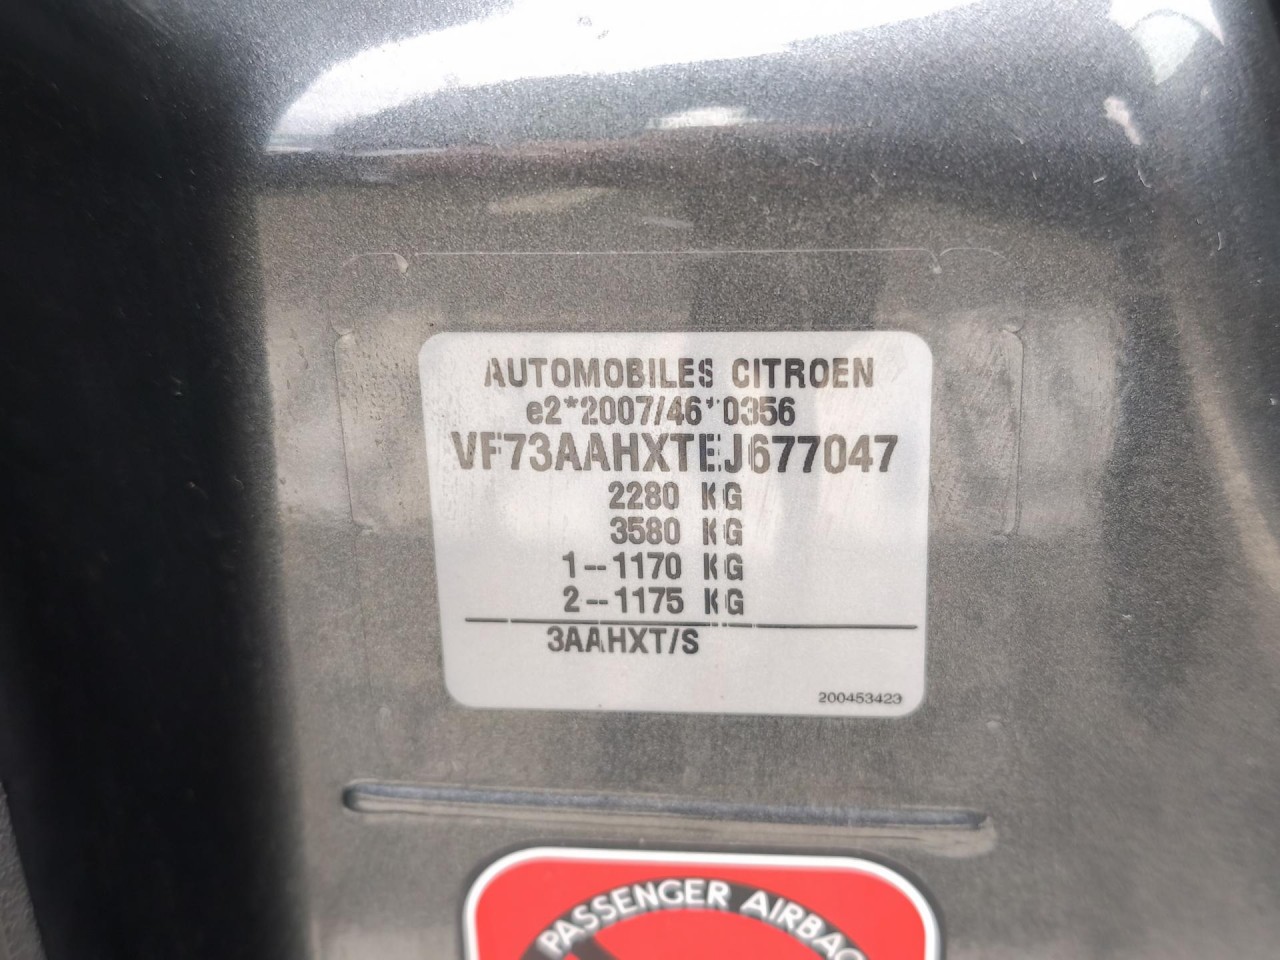 AUTOMOBILES CITROEN
e2*2007/46*0356
VF73AAHXTEJ677047
2280 KG
3580 KG
1--1170 KG
2--1175 KG
3AAHXT/S
200453423
PASSENGER AIRBAG